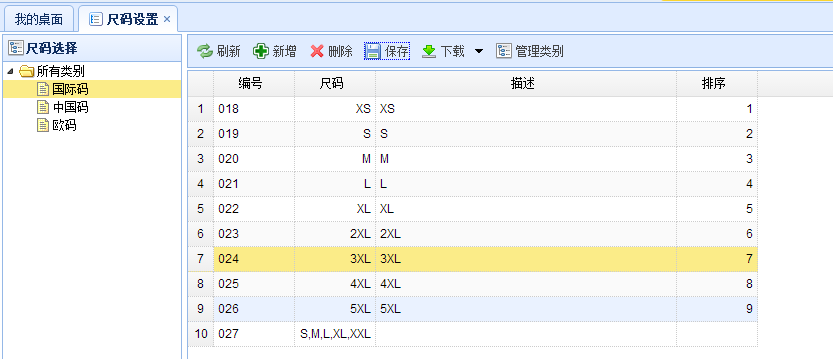 我的桌面 尺码设置
尺码选择
所有类别
国际码
中国码
欧码
刷新 新增 删除 保存 下载 管理类别
编号 尺码 描述 排序
1 018 XS XS 1
2 019 S S 2
3 020 M M 3
4 021 L L 4
5 022 XL XL 5
6 023 2XL 2XL 6
7 024 3XL 3XL 7
8 025 4XL 4XL 8
9 026 5XL 5XL 9
10 027 S,M,L,XL,XXL